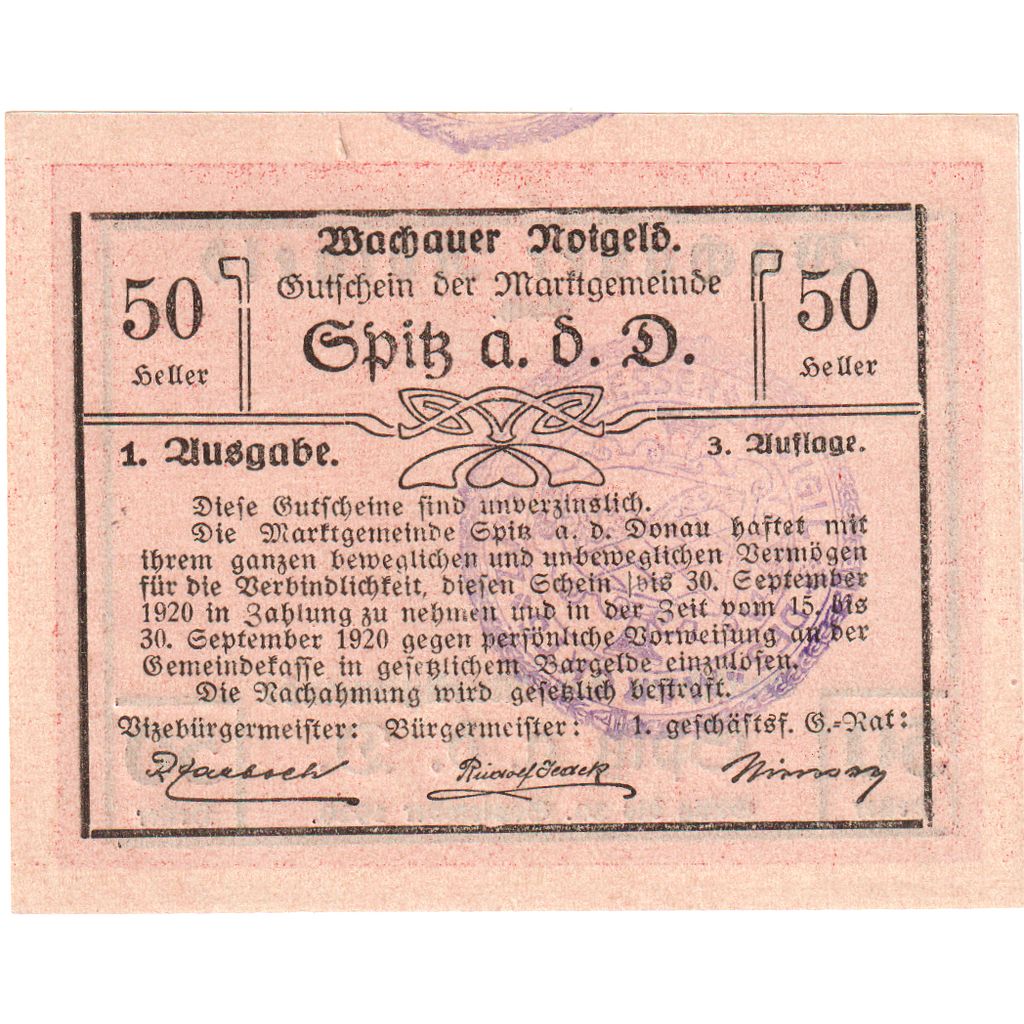 Wachauer Notgeld.
Gutschein der Marktgemeinde
Spitz a. d. D.
50
Heller
50
Heller
1. Ausgabe.
3. Auflage.
Diese Gutscheine sind unverzinslich.
Die Marktgemeinde Spitz a. d. Donau haftet mit
ihrem ganzen beweglichen und unbeweglichen Vermögen
für die Verbindlichkeit, diesen Schein bis 30. September
1920 in Zahlung zu nehmen und in der Zeit vom 15. bis
30. September 1920 gegen persönliche Vorweisung an der
Gemeindekasse in gesetzlichem Bargelde einzulösen.
Die Nachahmung wird gesetzlich bestraft.
Vizebürgermeister: Bürgermeister: 1. geschäftsf. G.-Rat: